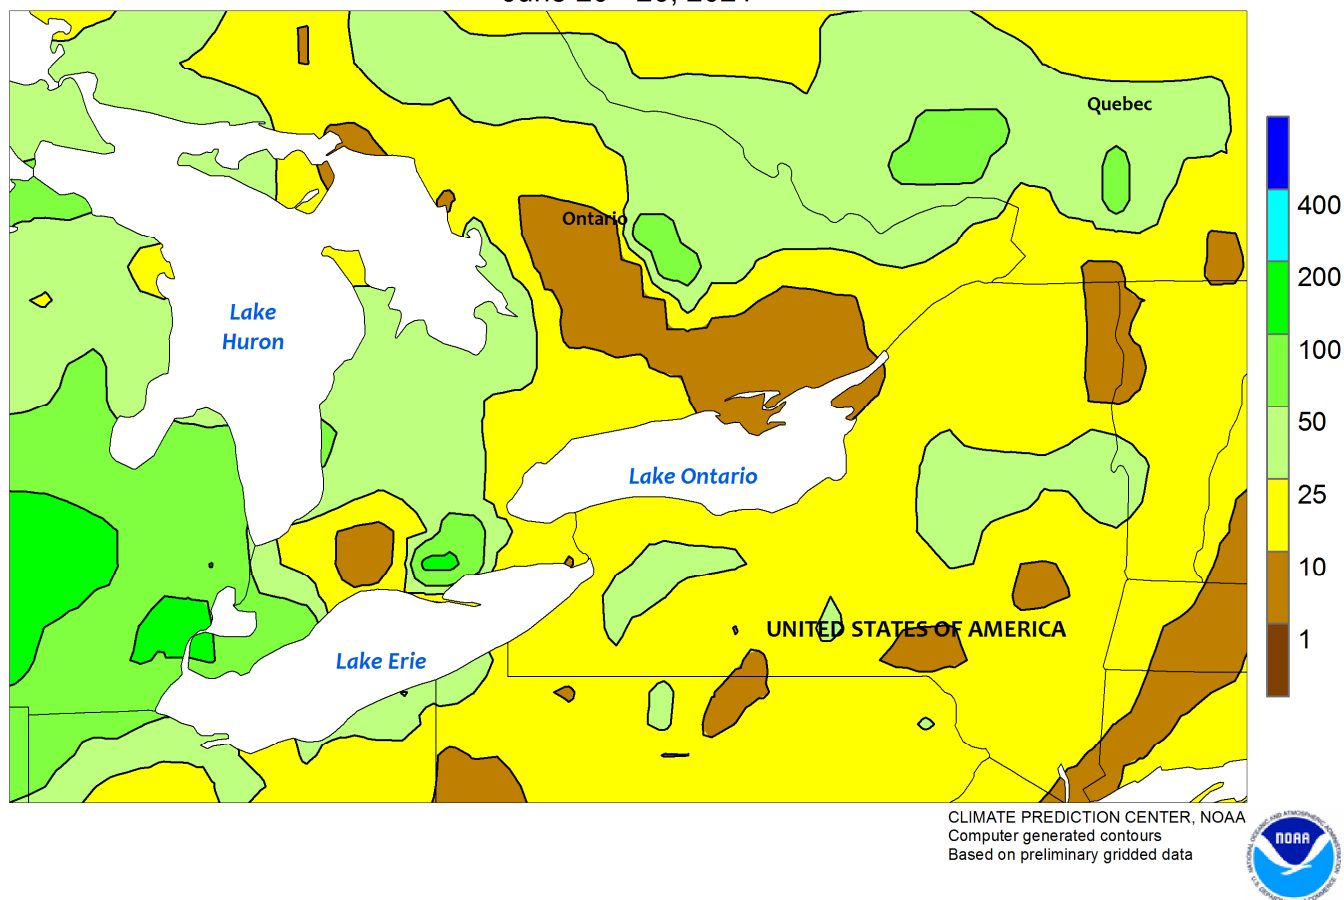 Quebec
Ontario
Lake
Huron
Lake Ontario
UNITED STATES OF AMERICA
Lake Erie
400
200
100
50
25
10
1
CLIMATE PREDICTION CENTER, NOAA
Computer generated contours
Based on preliminary gridded data
NOAA